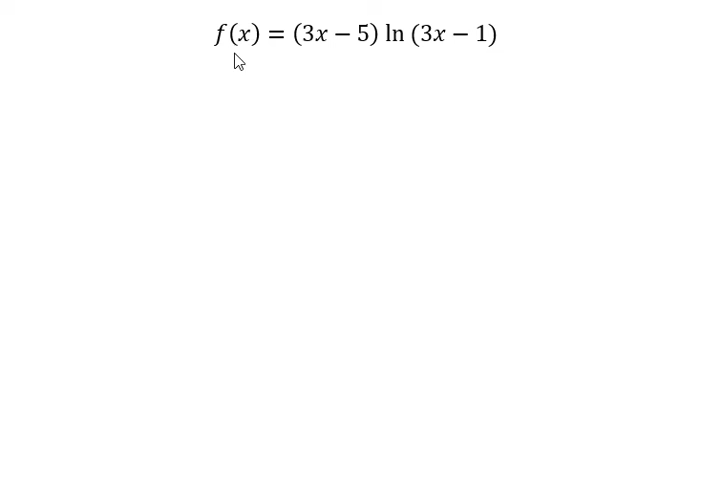 f(x) = (3x − 5) ln (3x − 1)